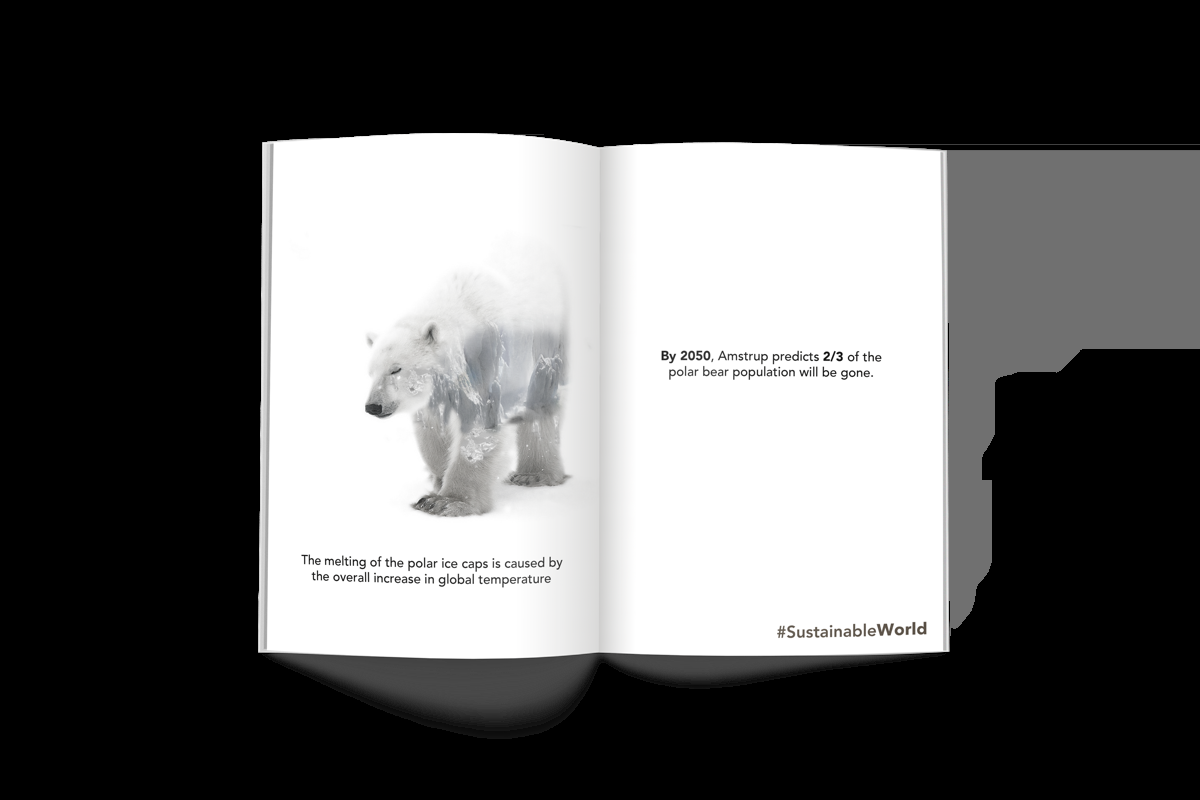 The melting of the polar ice caps is caused by
the overall increase in global temperature
By 2050, Amstrup predicts 2/3 of the
polar bear population will be gone.
#SustainableWorld